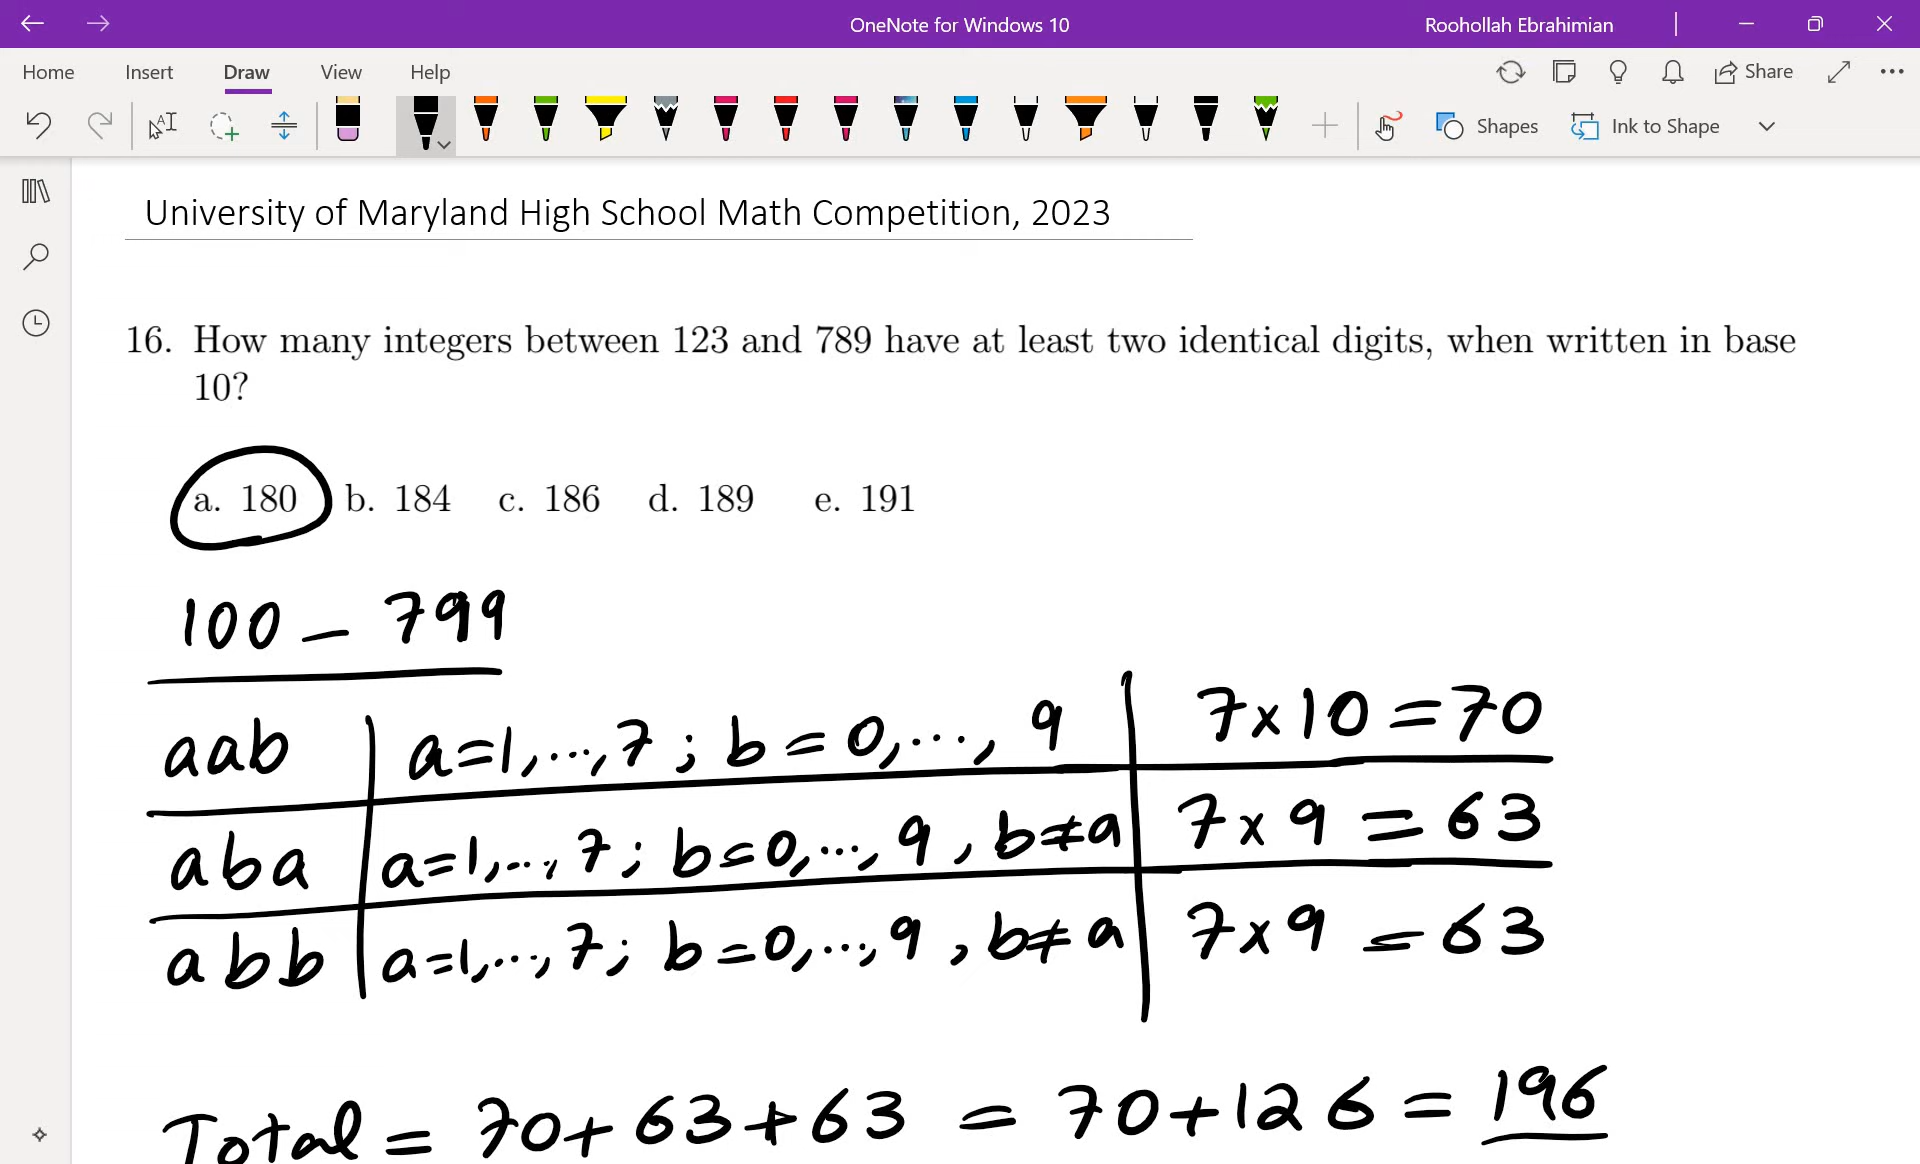 OneNote for Windows 10
Roohollah Ebrahimian
Home Insert Draw View Help
Share
Shapes Ink to Shape
University of Maryland High School Math Competition, 2023
16. How many integers between 123 and 789 have at least two identical digits, when written in base
10?
a. 180 b. 184 c. 186 d. 189 e. 191
100 – 799
aab a=1,...,7; b=0,..., 9 7×10=70
aba a=1,...,7; b=0,...,9, b≠a 7×9=63
abb a=1,...,7; b=0,...,9, b≠a 7×9=63
Total = 70+63+63 = 70+126 = 196